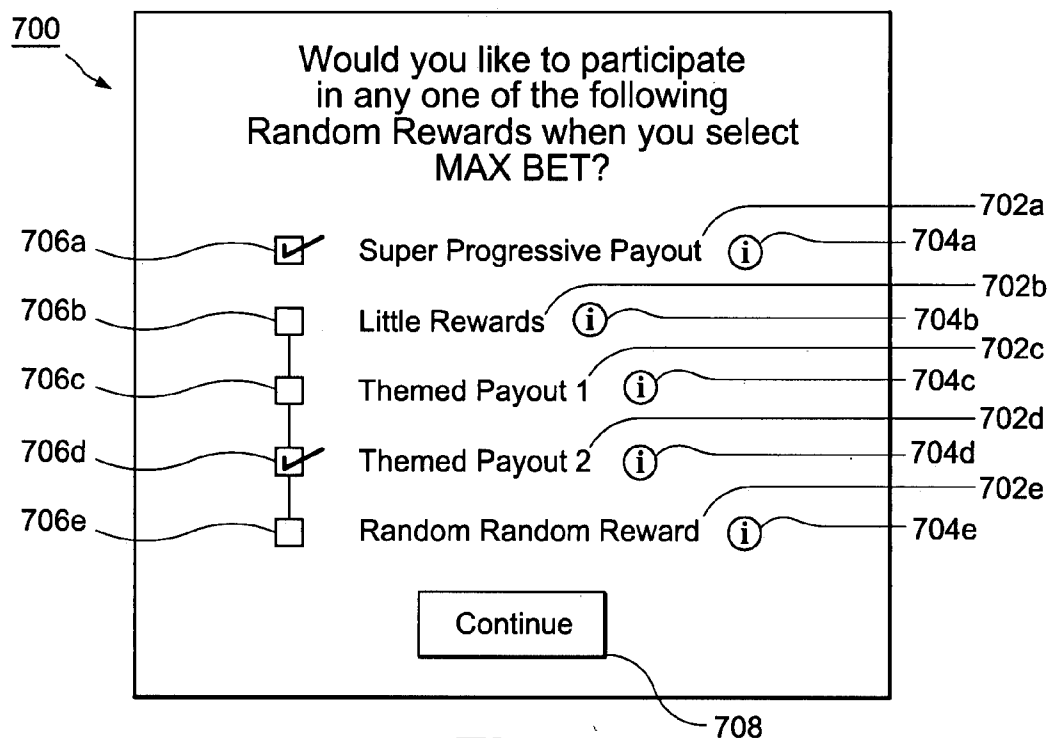 700
Would you like to participate
in any one of the following
Random Rewards when you select
MAX BET?
702a
706a Super Progressive Payout i 704a
702b
706b Little Rewards i 704b
702c
706c Themed Payout 1 i 704c
702d
706d Themed Payout 2 i 704d
702e
706e Random Random Reward i 704e
Continue
708